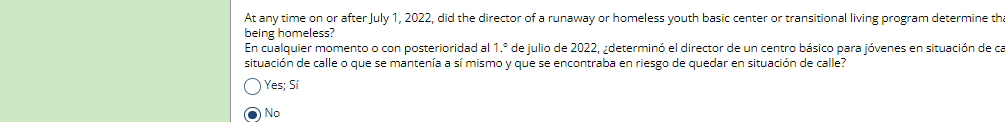 At any time on or after July 1, 2022, did the director of a runaway or homeless youth basic center or transitional living program determine
being homeless?
En cualquier momento o con posterioridad al 1.° de julio de 2022, ¿determinó el director de un centro básico para jóvenes en situación de
situación de calle o que se mantenía a sí mismo y que se encontraba en riesgo de quedar en situación de calle?
Yes; Sí
No